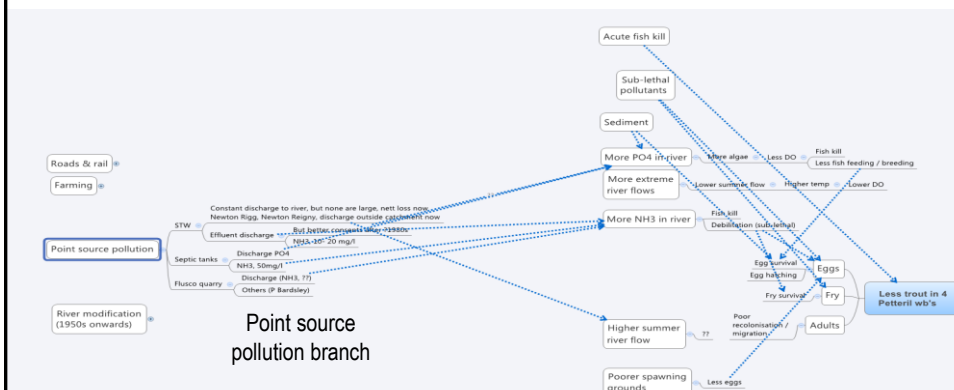 Acute fish kill
Sub-lethal
pollutants
Sediment
Roads & rail
Farming
More PO4 in river
More algae
Less DO
Fish kill
Less fish feeding / breeding
More extreme
river flows
Lower summer flow
Higher temp
Lower DO
??
Constant discharge to river, but none are large, nett loss now
Newton Rigg, Newton Reigny, discharge outside catchment now
STW
Effluent discharge
But better consents than
NH3, 10- 20 mg/l
More NH3 in river
Fish kill
Debilitation (sub-lethal)
Point source pollution
Septic tanks
Discharge PO4
NH3, 50mg/l
Flusco quarry
Discharge (NH3, ??)
Others (P Bardsley)
Egg survival
Egg hatching
Eggs
Fry survival
Fry
Less trout in 4
Petteril wb's
River modification
(1950s onwards)
Point source
pollution branch
Higher summer
river flow
??
Poor
recolonisation /
migration
Adults
Poorer spawning
grounds
Less eggs